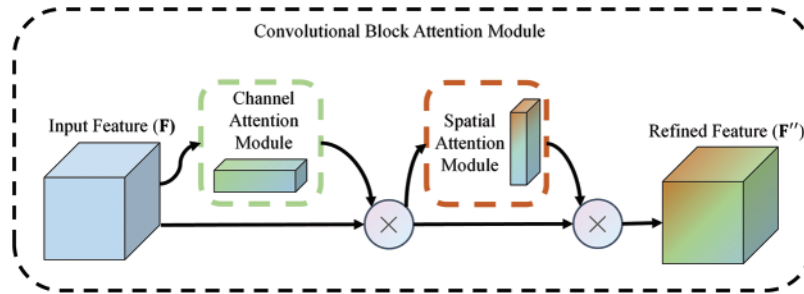 Convolutional Block Attention Module
Input Feature (F)
Channel
Attention
Module
×
Spatial
Attention
Module
×
Refined Feature (F″)